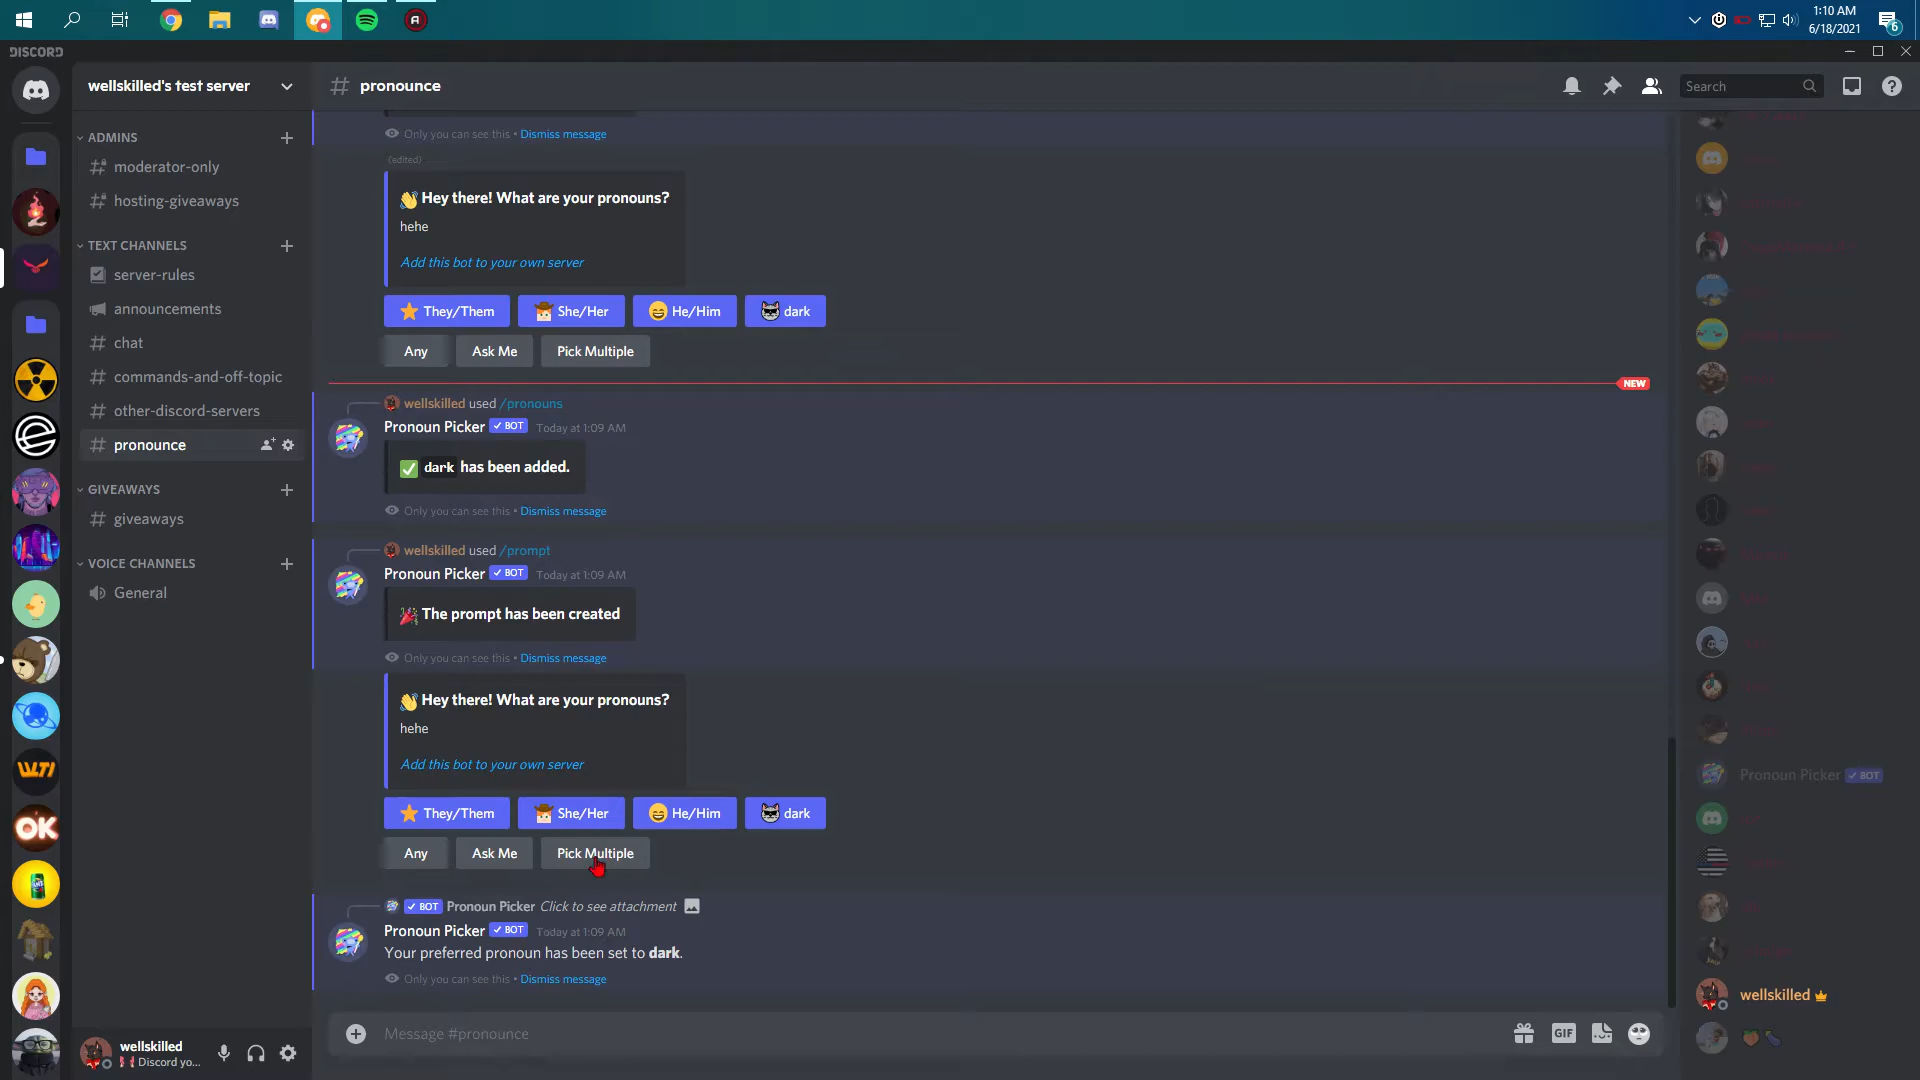 1:10 AM
6/18/2021
6
DISCORD
wellskilled's test server
pronounce
Search
ADMINS
moderator-only
hosting-giveaways
TEXT CHANNELS
server-rules
announcements
chat
commands-and-off-topic
other-discord-servers
pronounce
GIVEAWAYS
giveaways
VOICE CHANNELS
General
WTI
OK
wellskilled
Discord yo...
Only you can see this • Dismiss message
(edited)
👋 Hey there! What are your pronouns?
hehe
Add this bot to your own server
They/Them She/Her He/Him dark
Any Ask Me Pick Multiple
NEW
wellskilled used /pronouns
Pronoun Picker ✓ BOT Today at 1:09 AM
✅ dark has been added.
Only you can see this • Dismiss message
wellskilled used /prompt
Pronoun Picker ✓ BOT Today at 1:09 AM
🎉 The prompt has been created
Only you can see this • Dismiss message
👋 Hey there! What are your pronouns?
hehe
Add this bot to your own server
They/Them She/Her He/Him dark
Any Ask Me Pick Multiple
✓ BOT Pronoun Picker Click to see attachment
Pronoun Picker ✓ BOT Today at 1:09 AM
Your preferred pronoun has been set to dark.
Only you can see this • Dismiss message
Message #pronounce
GIF
Pronoun Picker ✓ BOT
wellskilled